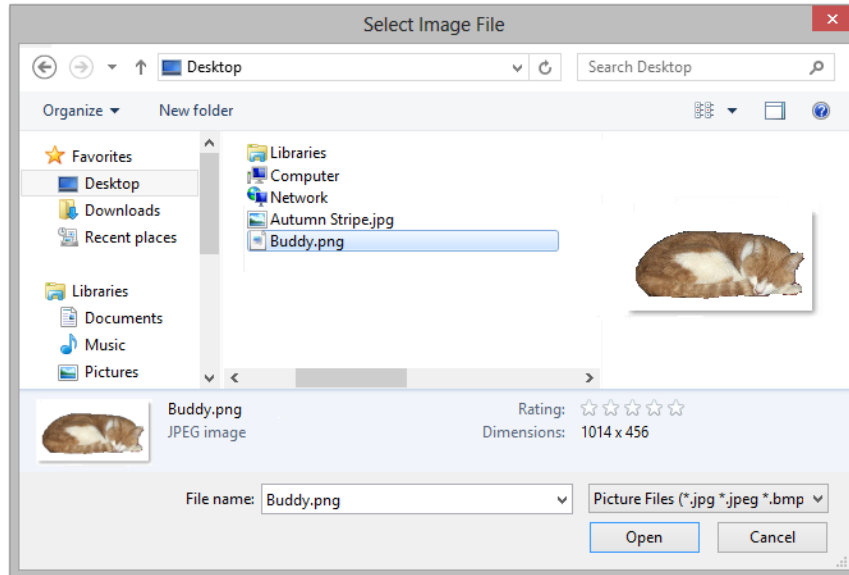 Select Image File
Desktop
Search Desktop
Organize
New folder
Favorites
Desktop
Downloads
Recent places
Libraries
Documents
Music
Pictures
Libraries
Computer
Network
Autumn Stripe.jpg
Buddy.png
Buddy.png
JPEG image
Rating:
Dimensions: 1014 x 456
File name: Buddy.png
Picture Files (*.jpg *.jpeg *.bmp
Open Cancel